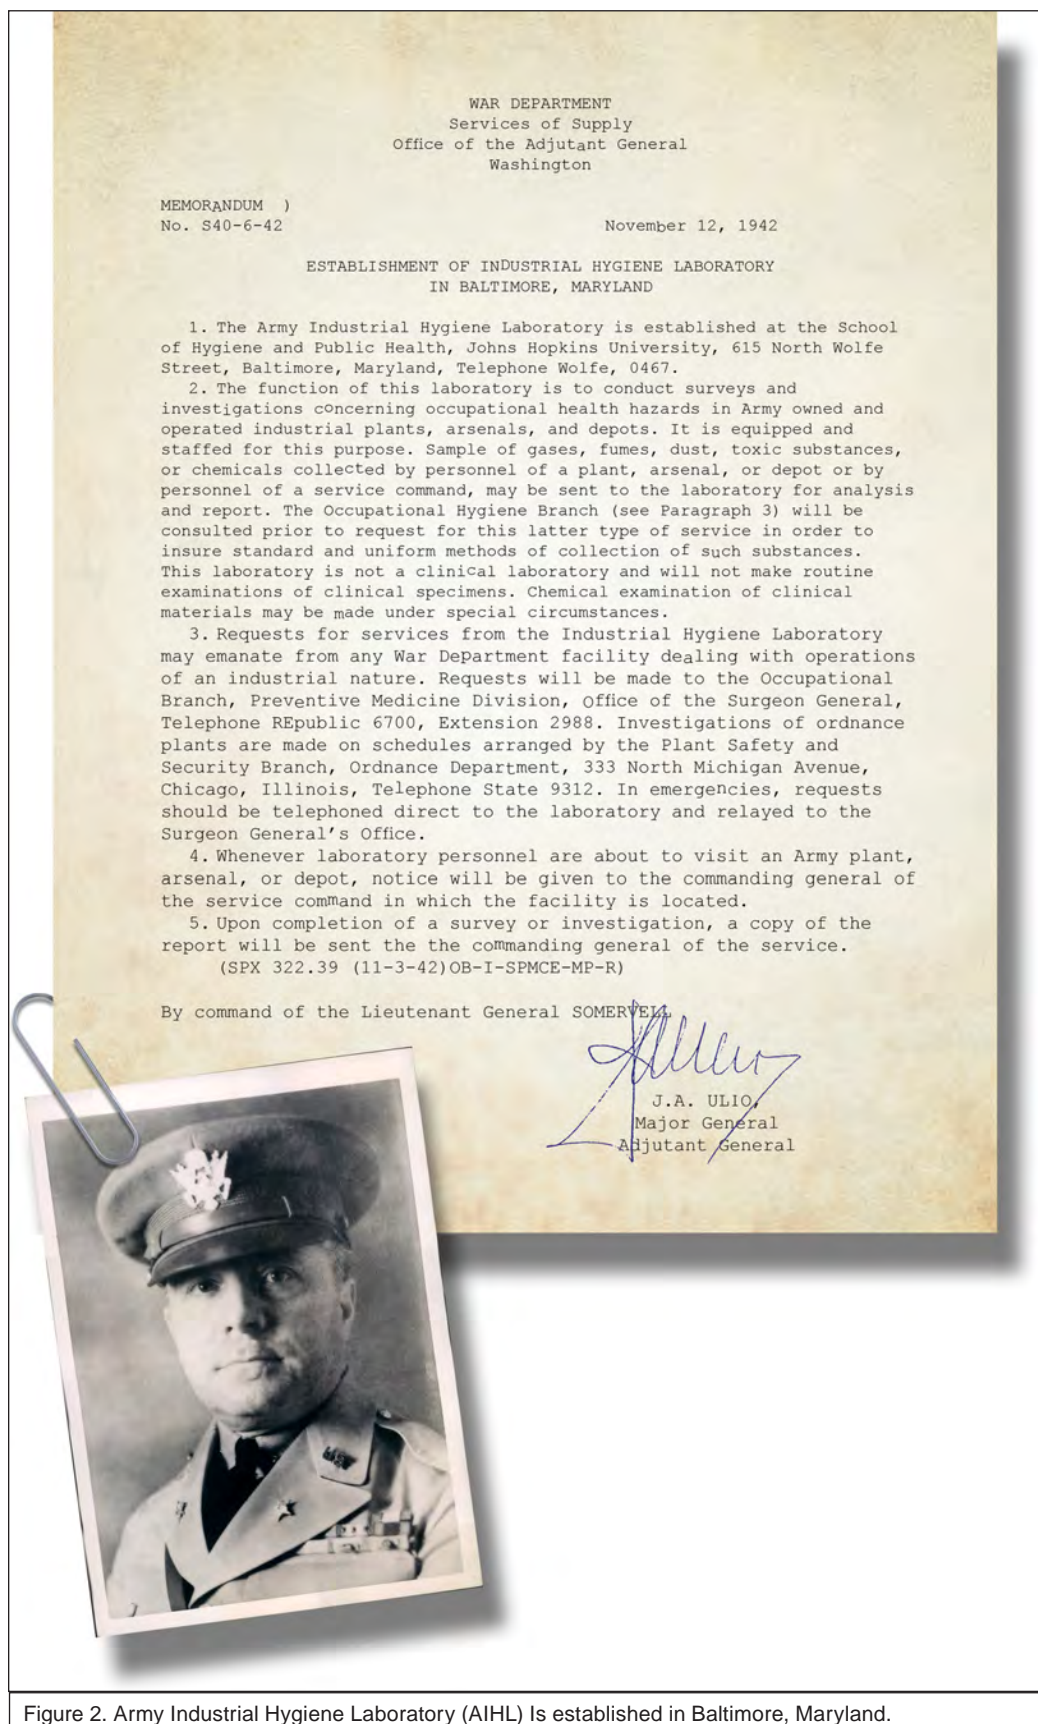 WAR DEPARTMENT
Services of Supply
Office of the Adjutant General
Washington
MEMORANDUM )
No. S40-6-42 November 12, 1942
ESTABLISHMENT OF INDUSTRIAL HYGIENE LABORATORY
IN BALTIMORE, MARYLAND
1. The Army Industrial Hygiene Laboratory is established at the School
of Hygiene and Public Health, Johns Hopkins University, 615 North Wolfe
Street, Baltimore, Maryland, Telephone Wolfe, 0467.
2. The function of this laboratory is to conduct surveys and
investigations concerning occupational health hazards in Army owned and
operated industrial plants, arsenals, and depots. It is equipped and
staffed for this purpose. Sample of gases, fumes, dust, toxic substances,
or chemicals collected by personnel of a plant, arsenal, or depot or by
personnel of a service command, may be sent to the laboratory for analysis
and report. The Occupational Hygiene Branch (see Paragraph 3) will be
consulted prior to request for this latter type of service in order to
insure standard and uniform methods of collection of such substances.
This laboratory is not a clinical laboratory and will not make routine
examinations of clinical specimens. Chemical examination of clinical
materials may be made under special circumstances.
3. Requests for services from the Industrial Hygiene Laboratory
may emanate from any War Department facility dealing with operations
of an industrial nature. Requests will be made to the Occupational
Branch, Preventive Medicine Division, Office of the Surgeon General,
Telephone REpublic 6700, Extension 2988. Investigations of ordnance
plants are made on schedules arranged by the Plant Safety and
Security Branch, Ordnance Department, 333 North Michigan Avenue,
Chicago, Illinois, Telephone State 9312. In emergencies, requests
should be telephoned direct to the laboratory and relayed to the
Surgeon General's Office.
4. Whenever laboratory personnel are about to visit an Army plant,
arsenal, or depot, notice will be given to the commanding general of
the service command in which the facility is located.
5. Upon completion of a survey or investigation, a copy of the
report will be sent the the commanding general of the service.
(SPX 322.39 (11-3-42)OB-I-SPMCE-MP-R)
By command of the Lieutenant General SOMERVELL
J.A. ULIO,
Major General
Adjutant General
Figure 2. Army Industrial Hygiene Laboratory (AIHL) Is established in Baltimore, Maryland.